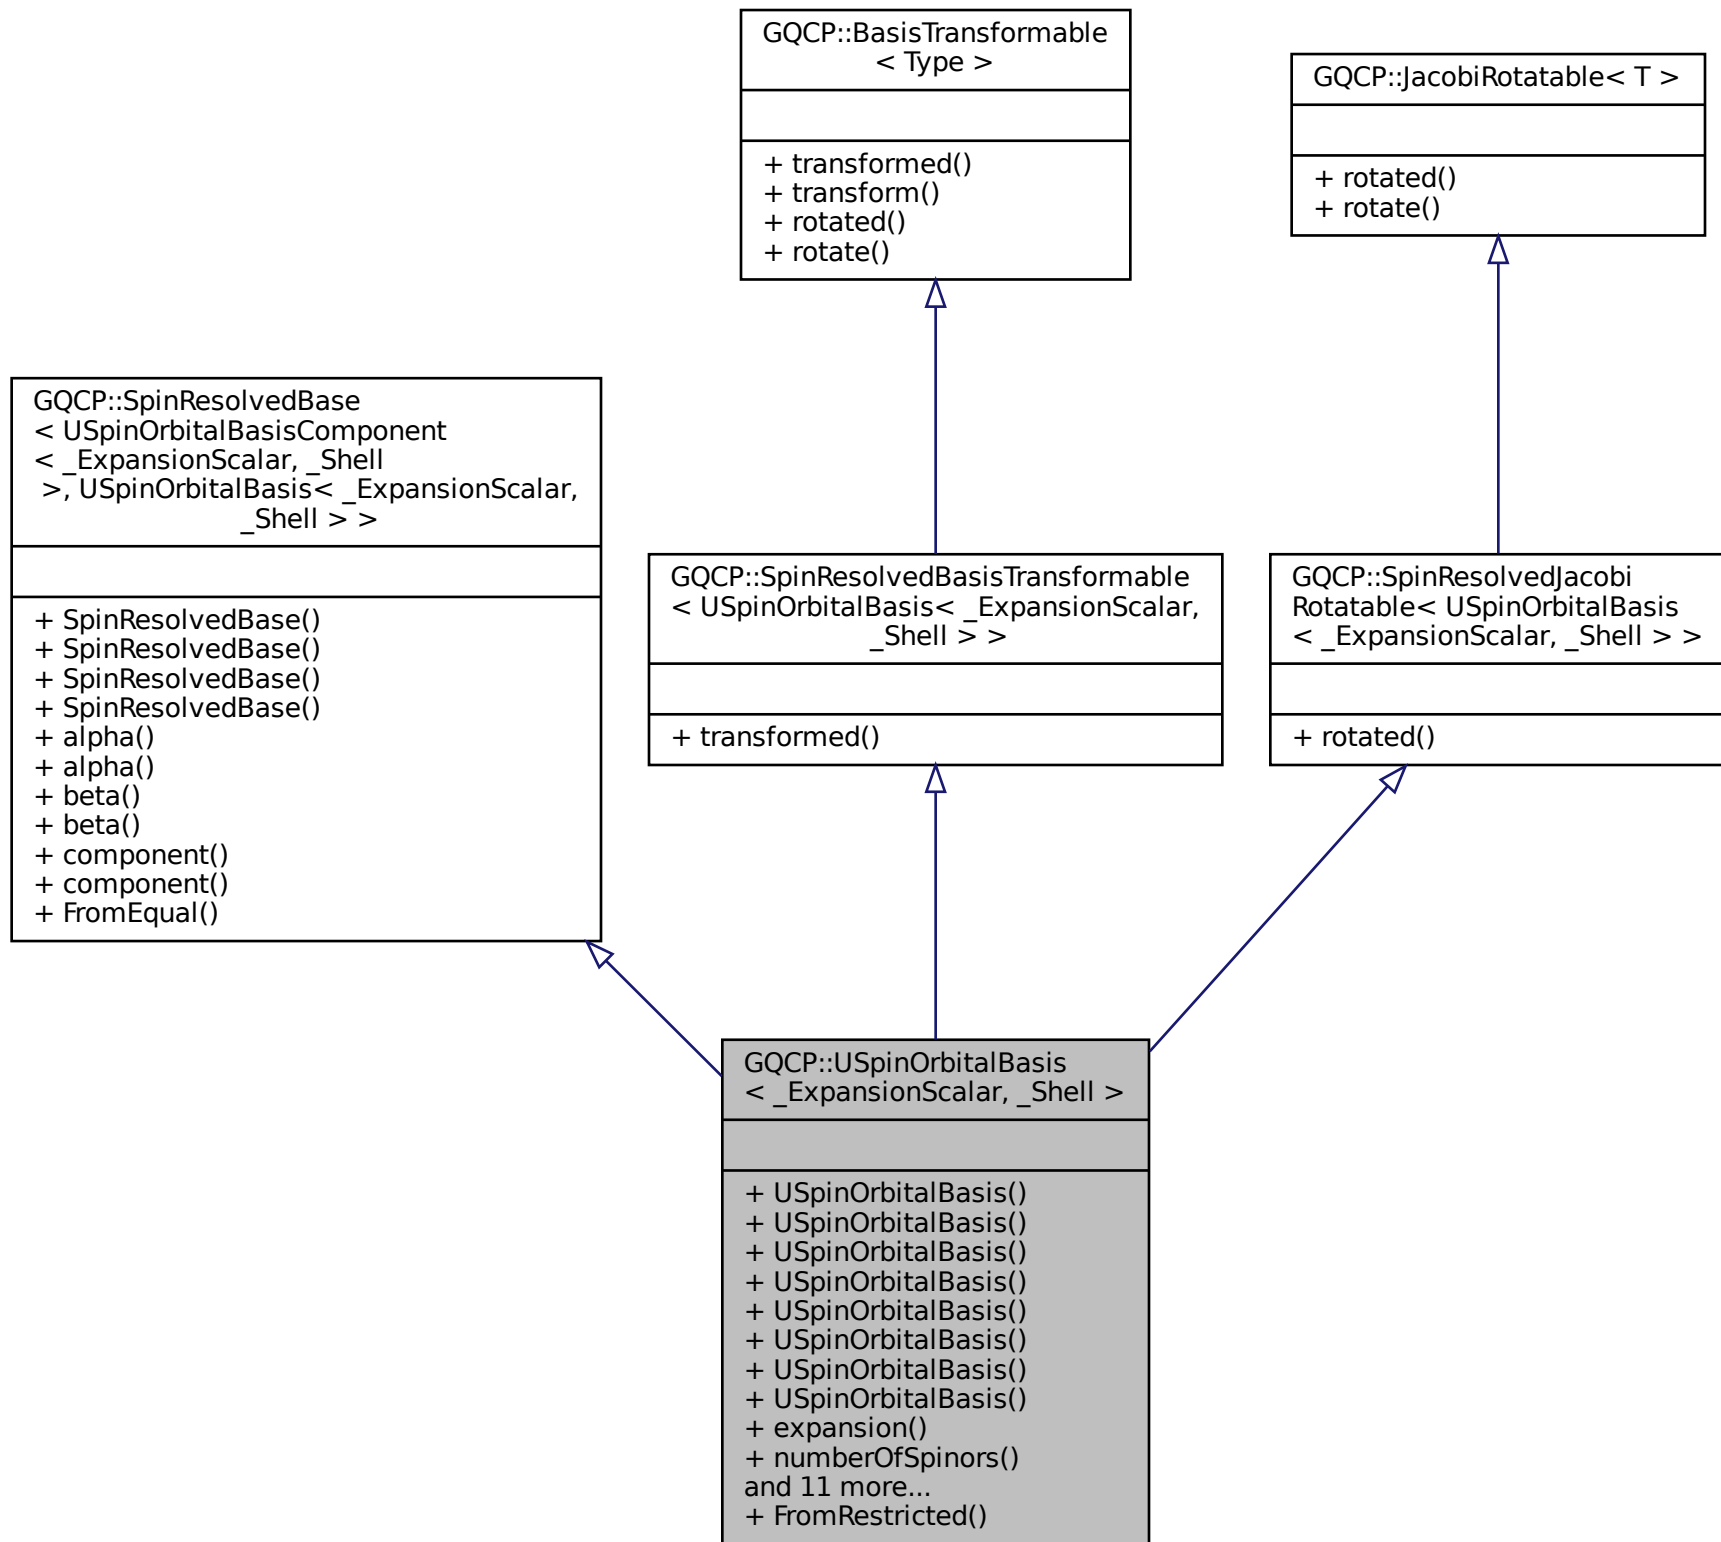 GQCP::BasisTransformable
< Type >
+ transformed()
+ transform()
+ rotated()
+ rotate()
GQCP::JacobiRotatable< T >
+ rotated()
+ rotate()
GQCP::SpinResolvedBase
< USpinOrbitalBasisComponent
< _ExpansionScalar, _Shell
>, USpinOrbitalBasis< _ExpansionScalar,
_Shell > >
+ SpinResolvedBase()
+ SpinResolvedBase()
+ SpinResolvedBase()
+ SpinResolvedBase()
+ alpha()
+ alpha()
+ beta()
+ beta()
+ component()
+ component()
+ FromEqual()
GQCP::SpinResolvedBasisTransformable
< USpinOrbitalBasis< _ExpansionScalar,
_Shell > >
+ transformed()
GQCP::SpinResolvedJacobi
Rotatable< USpinOrbitalBasis
< _ExpansionScalar, _Shell > >
+ rotated()
GQCP::USpinOrbitalBasis
< _ExpansionScalar, _Shell >
+ USpinOrbitalBasis()
+ USpinOrbitalBasis()
+ USpinOrbitalBasis()
+ USpinOrbitalBasis()
+ USpinOrbitalBasis()
+ USpinOrbitalBasis()
+ USpinOrbitalBasis()
+ USpinOrbitalBasis()
+ expansion()
+ numberOfSpinors()
and 11 more...
+ FromRestricted()